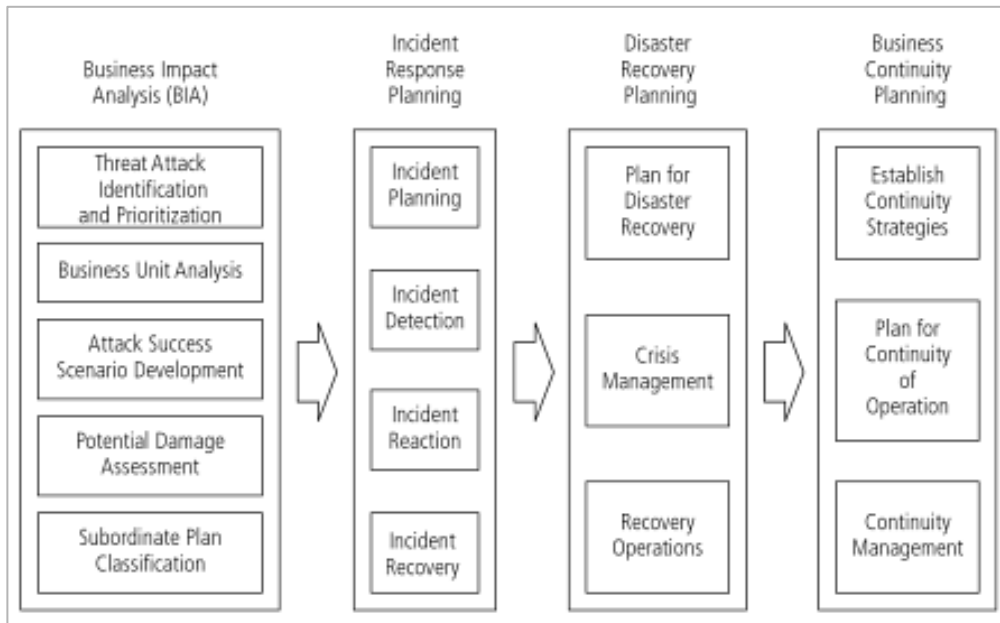 Business Impact
Analysis (BIA)
Threat Attack
Identification
and Prioritization
Business Unit Analysis
Attack Success
Scenario Development
Potential Damage
Assessment
Subordinate Plan
Classification
Incident
Response
Planning
Incident
Planning
Incident
Detection
Incident
Reaction
Incident
Recovery
Disaster
Recovery
Planning
Plan for
Disaster
Recovery
Crisis
Management
Recovery
Operations
Business
Continuity
Planning
Establish
Continuity
Strategies
Plan for
Continuity
of
Operation
Continuity
Management